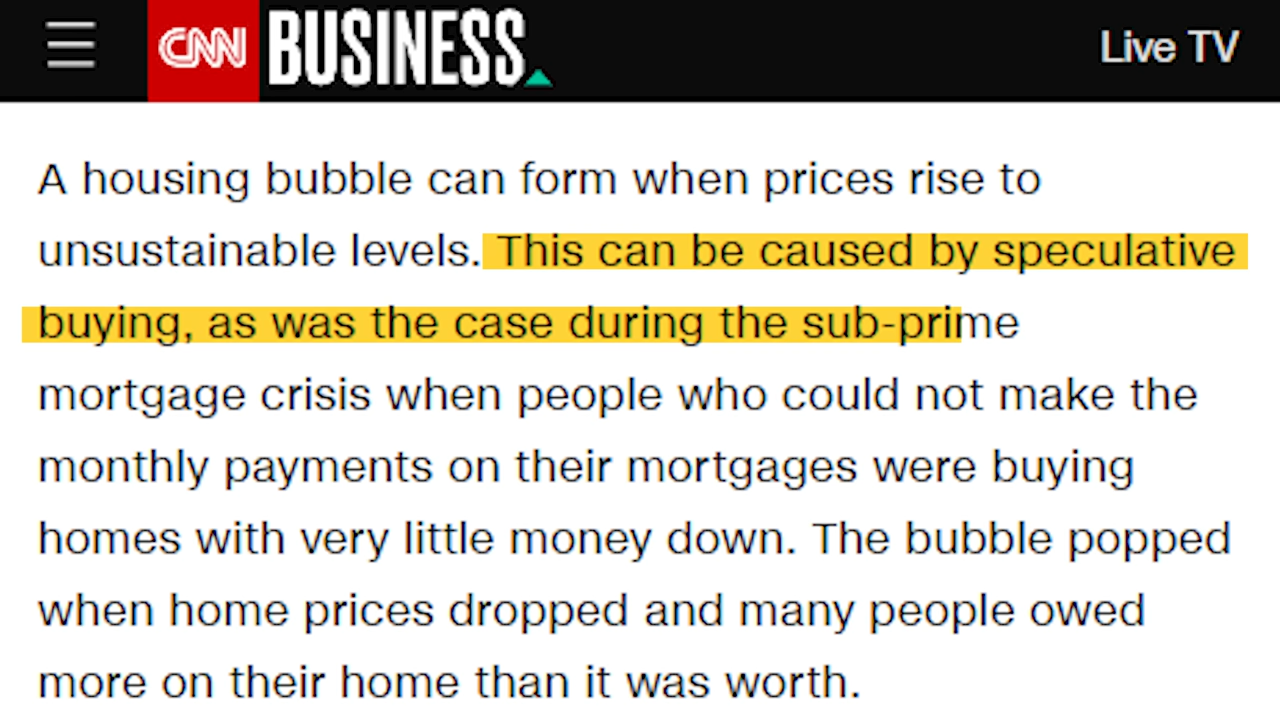 CNN BUSINESS Live TV
A housing bubble can form when prices rise to
unsustainable levels. This can be caused by speculative
buying, as was the case during the sub-prime
mortgage crisis when people who could not make the
monthly payments on their mortgages were buying
homes with very little money down. The bubble popped
when home prices dropped and many people owed
more on their home than it was worth.